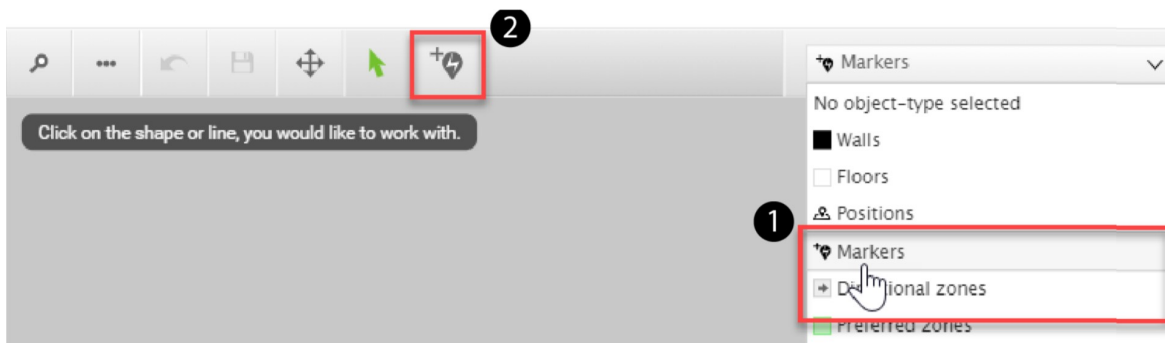 2
Markers
No object-type selected
Click on the shape or line, you would like to work with.
Walls
Floors
Positions
1
Markers
zones
Preferred zones